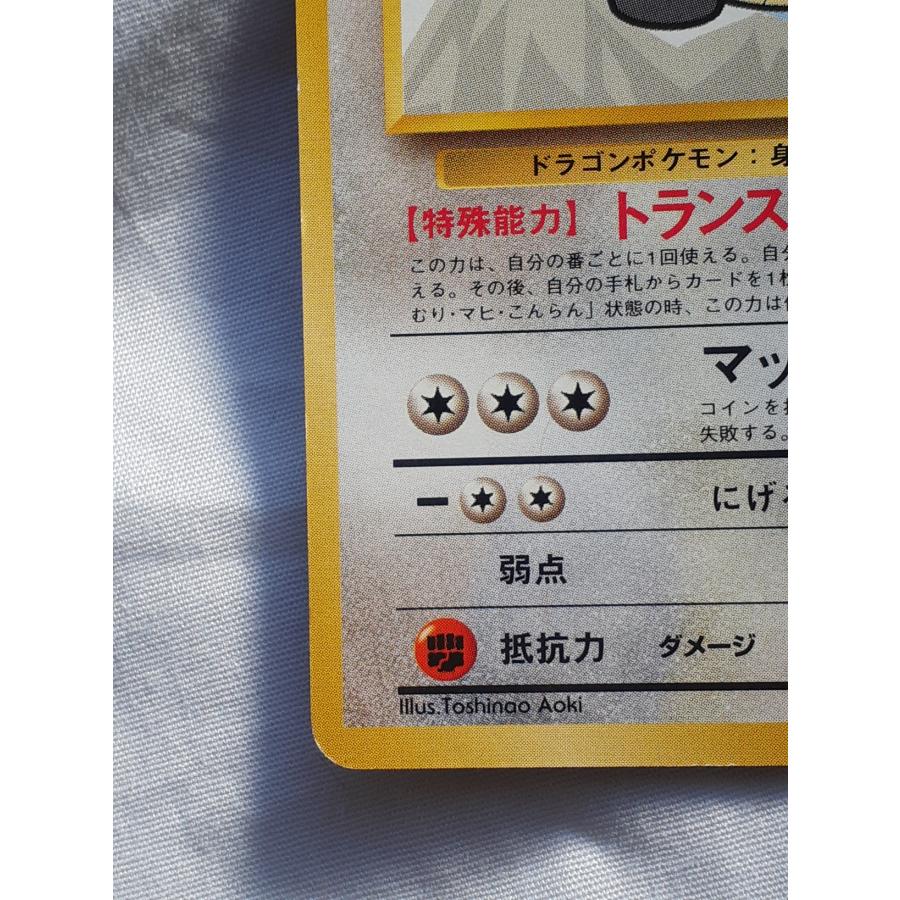 ドラゴンポケモン：身
【特殊能力】 トランス
この力は、自分の番ごとに1回使える。自分
える。その後、自分の手札からカードを1枚
むり・マヒ・こんらん」状態の時、この力は使
マッ
コインを投
失敗する。
にげる
弱点
抵抗力 ダメージ
Illus.Toshinao Aoki